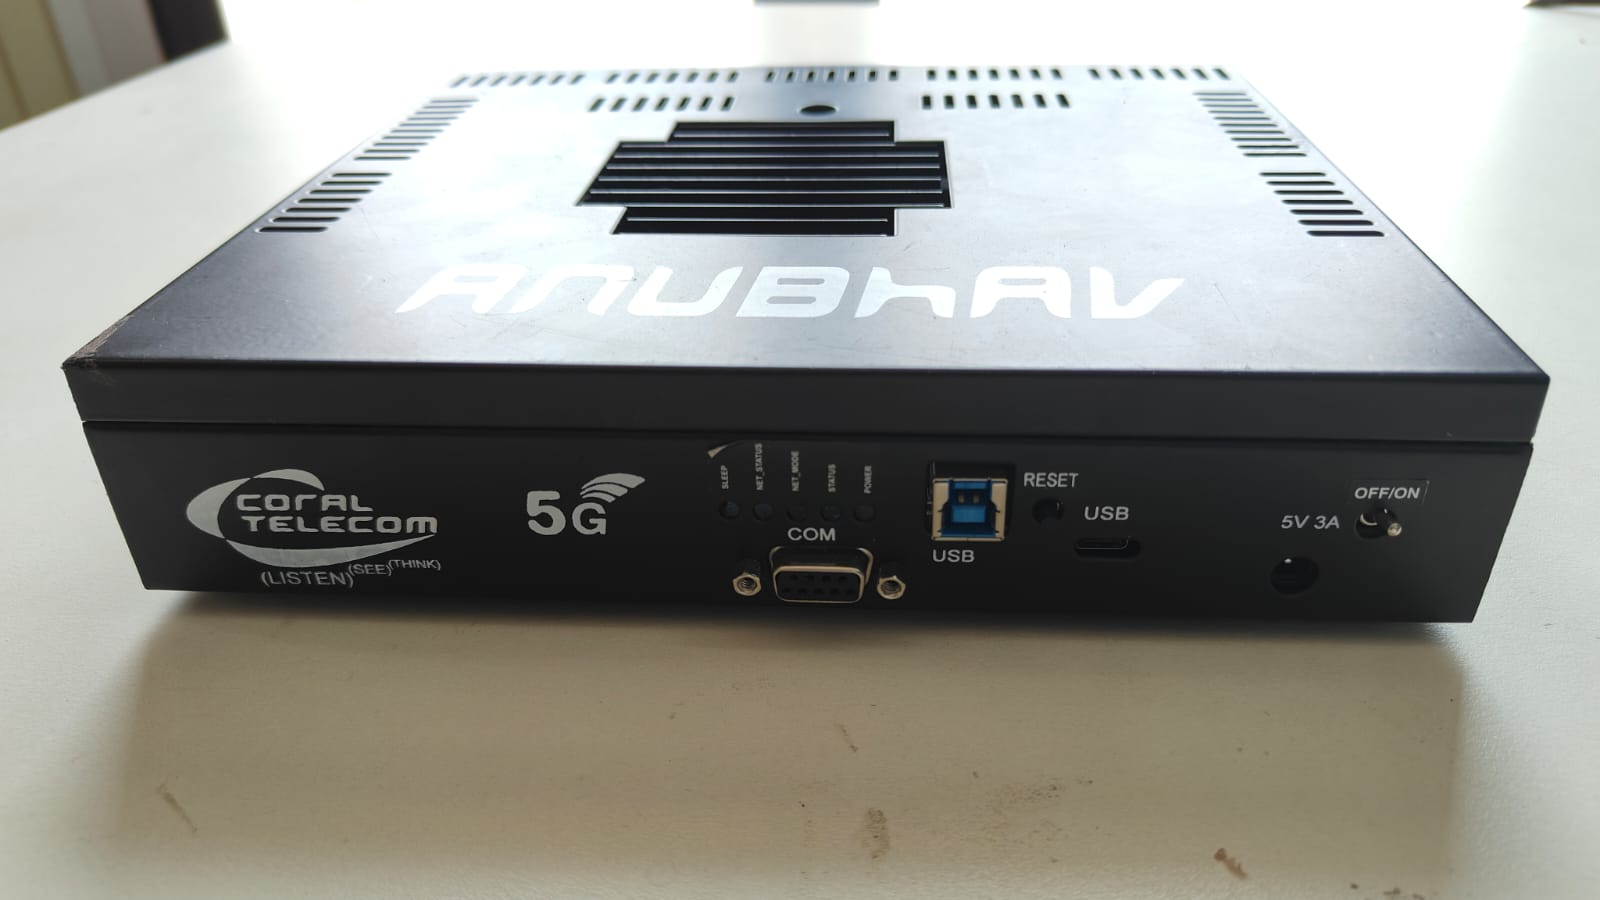 ANUBHAV
CORAL
TELECOM
(LISTEN)(SEE)(THINK)
5G
SLEEP
NET_STATUS
NET_MODE
STATUS
POWER
COM
USB
RESET
USB
OFF/ON
5V 3A